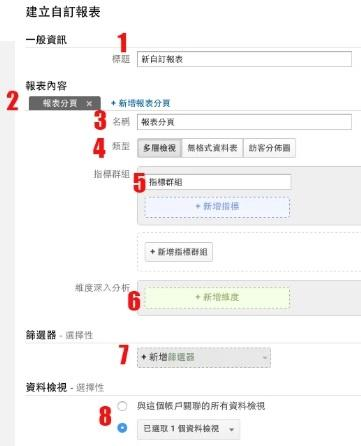 建立自訂報表
一般資訊
1
標題 新自訂報表
報表內容
2 報表分頁 × + 新增報表分頁
3 名稱 報表分頁
4 類型 多層檢視 無格式資料表 訪客分佈圖
指標群組 5 指標群組
+ 新增指標
+ 新增指標群組
維度深入分析
6 + 新增維度
篩選器 - 選擇性
7 + 新增篩選器
資料檢視 - 選擇性
8 與這個帳戶關聯的所有資料檢視
已選取 1 個資料檢視